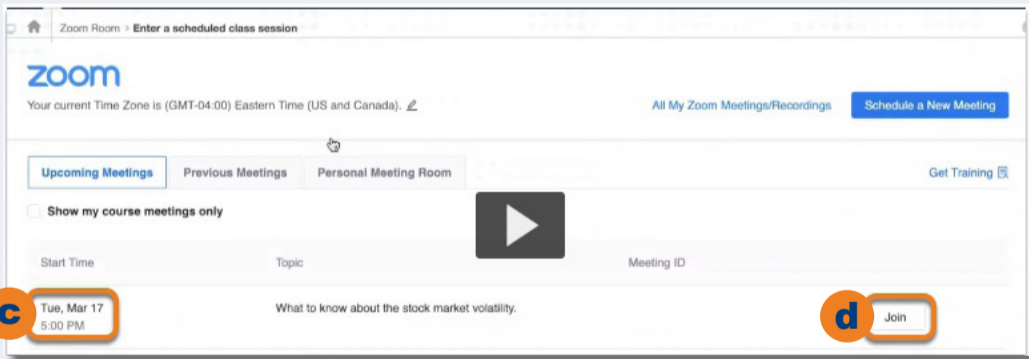 Zoom Room › Enter a scheduled class session
zoom
Your current Time Zone is (GMT-04:00) Eastern Time (US and Canada).
All My Zoom Meetings/Recordings
Schedule a New Meeting
Upcoming Meetings Previous Meetings Personal Meeting Room
Get Training
Show my course meetings only
Start Time Topic Meeting ID
c
Tue, Mar 17
5:00 PM
What to know about the stock market volatility.
d
Join